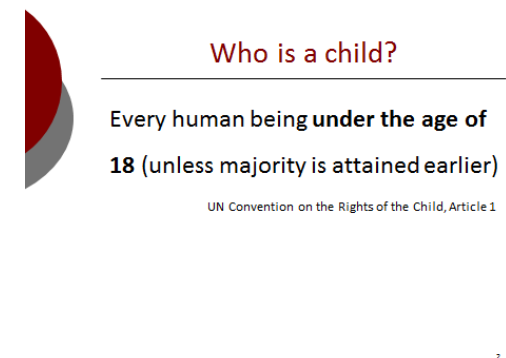 Who is a child?
Every human being under the age of
18 (unless majority is attained earlier)
UN Convention on the Rights of the Child, Article 1
2